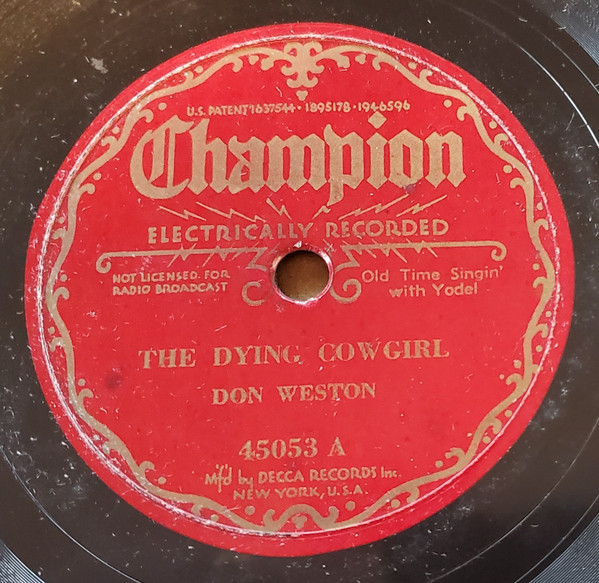 U.S. PATENT 1637544 · 1895178 · 1946596
Champion
ELECTRICALLY RECORDED
NOT LICENSED FOR
RADIO BROADCAST
Old Time Singin'
with Yodel
THE DYING COWGIRL
DON WESTON
45053 A
Mf'd by DECCA RECORDS Inc.
NEW YORK, U.S.A.